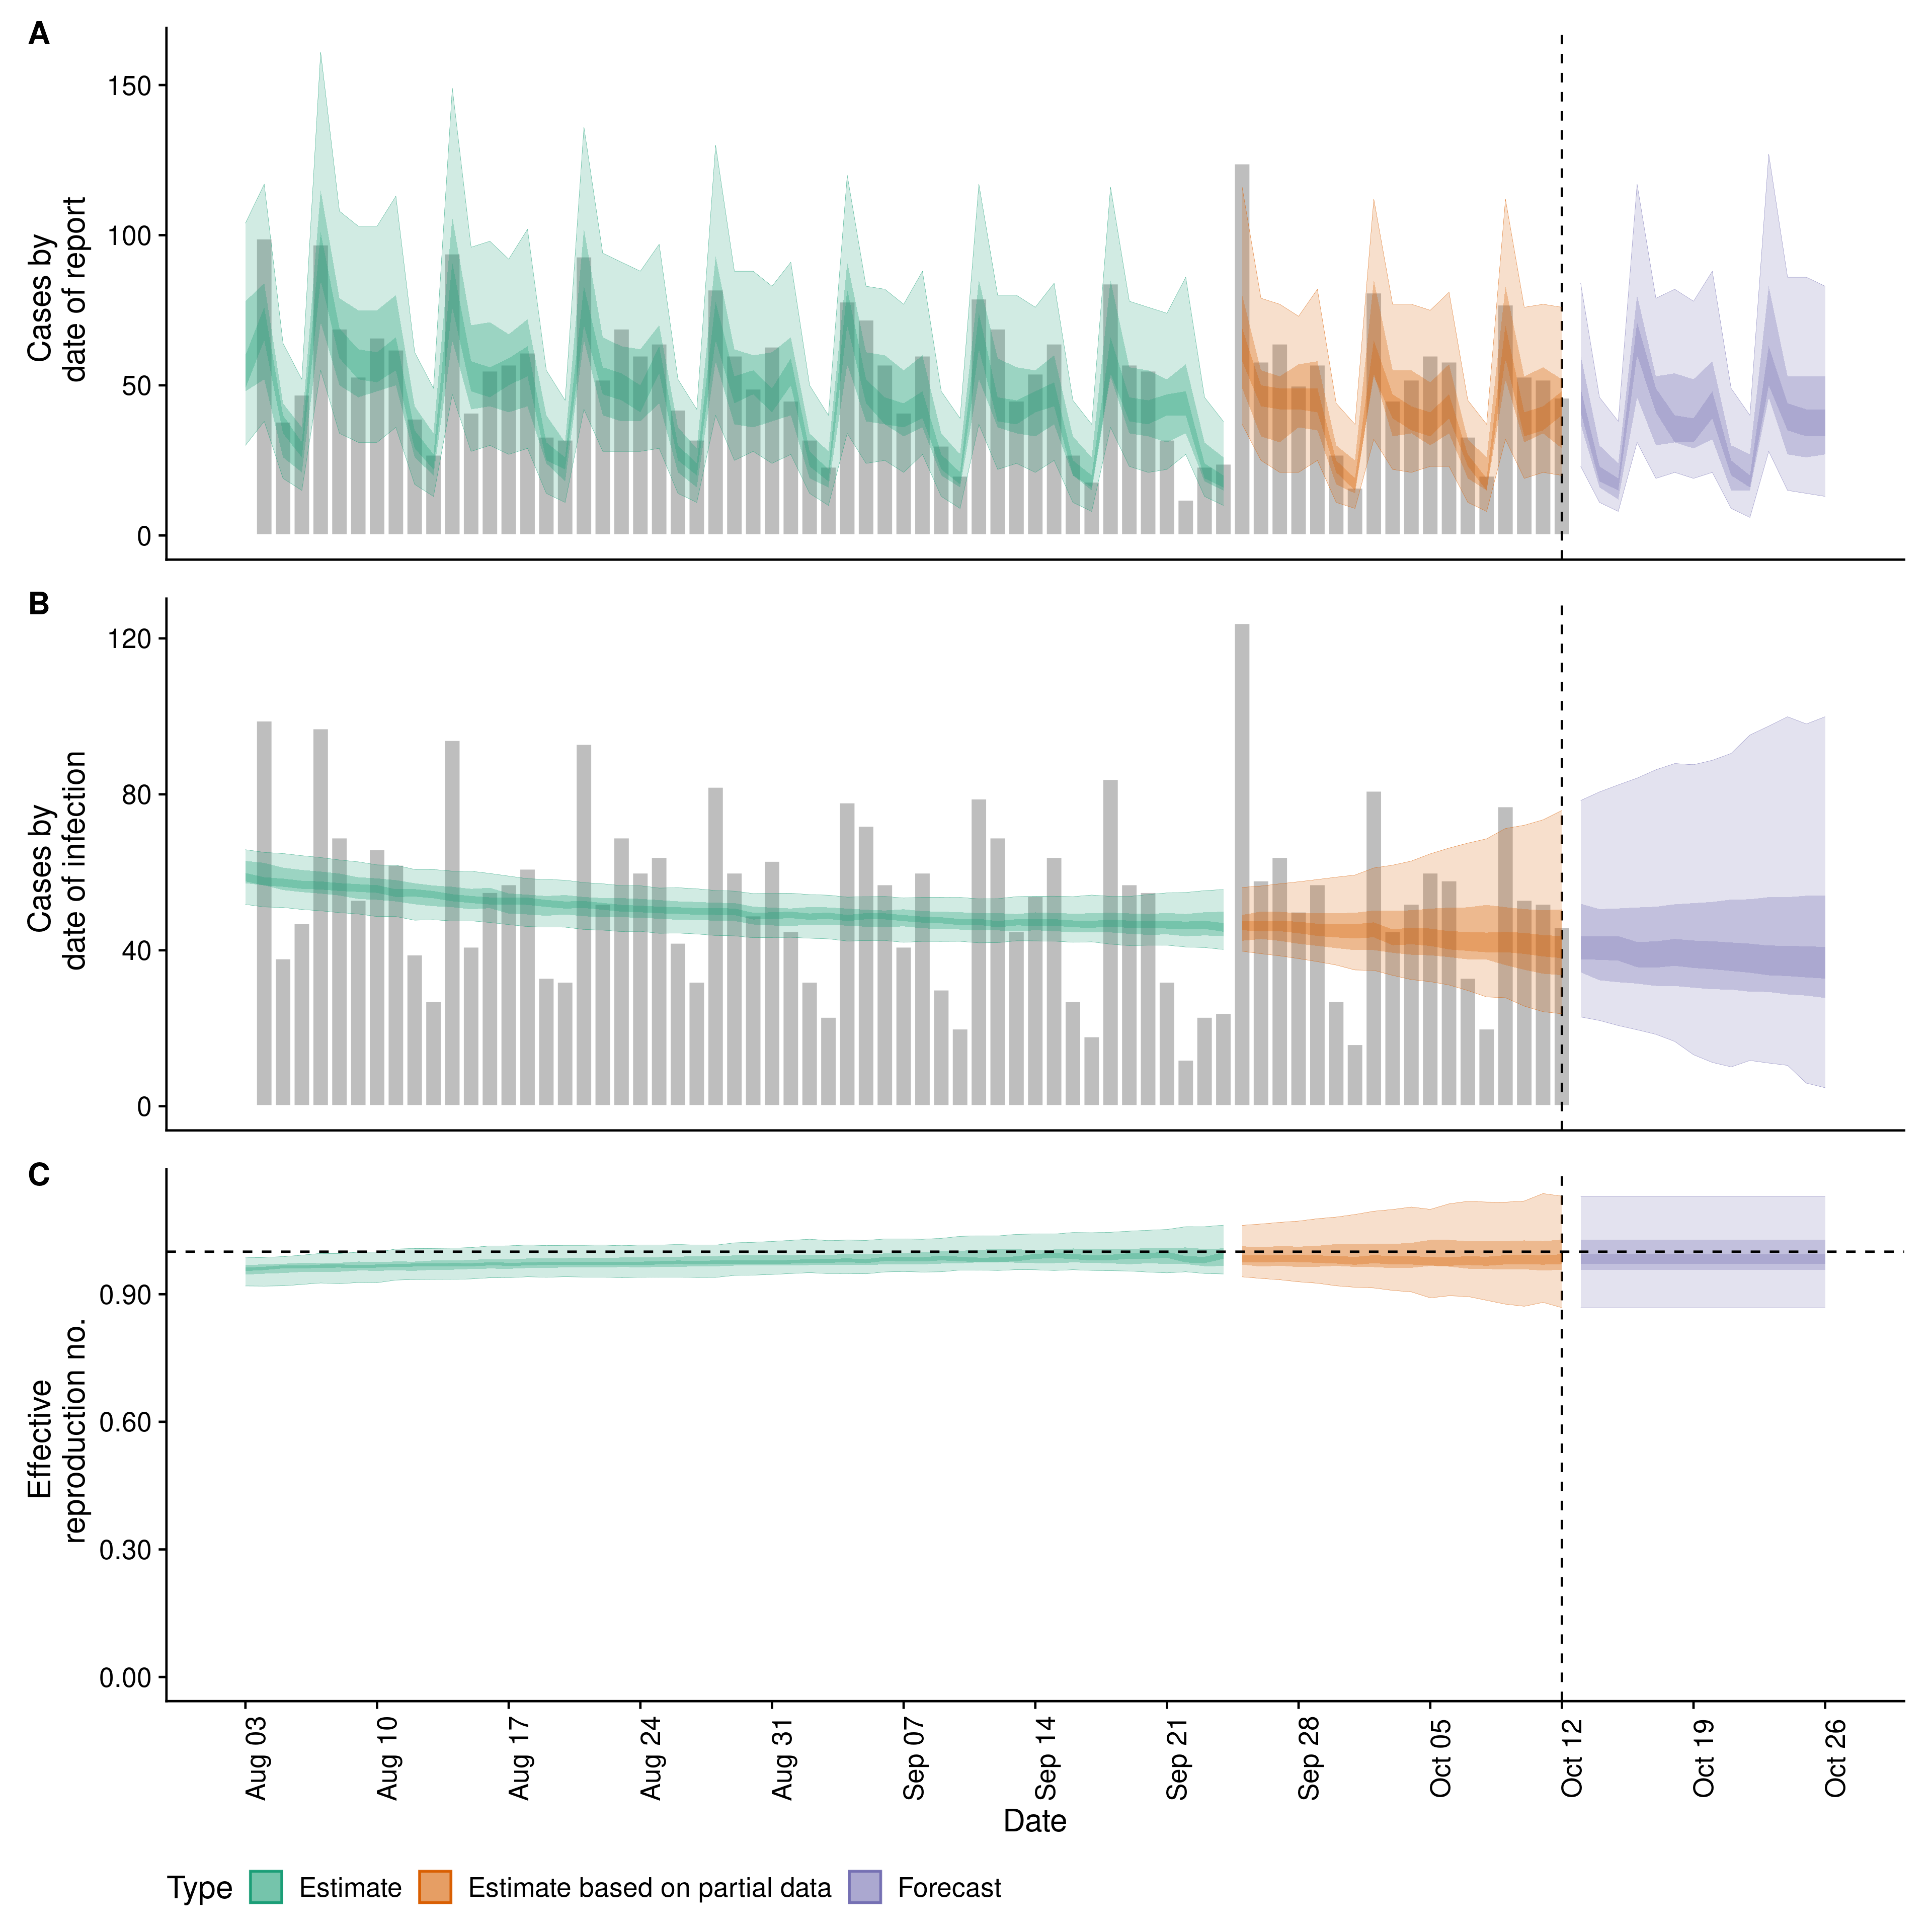 A
Cases by
date of report
150
100
50
0
B
Cases by
date of infection
120
80
40
0
C
Effective
reproduction no.
0.90
0.60
0.30
0.00
Aug 03
Aug 10
Aug 17
Aug 24
Aug 31
Sep 07
Sep 14
Sep 21
Sep 28
Oct 05
Oct 12
Oct 19
Oct 26
Date
Type Estimate Estimate based on partial data Forecast